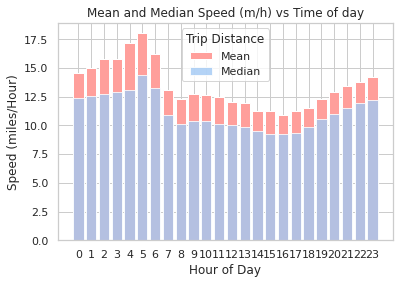 Mean and Median Speed (m/h) vs Time of day
Trip Distance
Mean
Median
Speed (miles/Hour)
17.5
15.0
12.5
10.0
7.5
5.0
2.5
0.0
0 1 2 3 4 5 6 7 8 9 10 11 12 13 14 15 16 17 18 19 20 21 22 23
Hour of Day